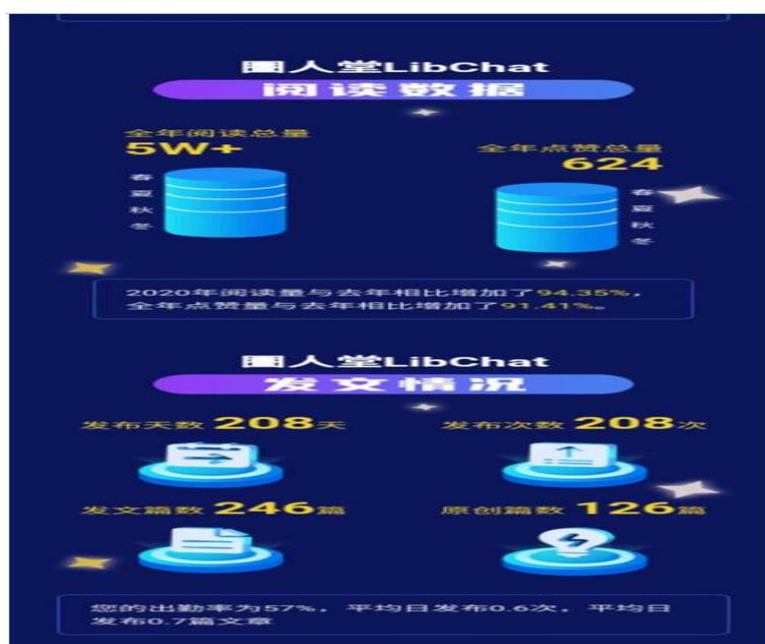 圕人堂LibChat
阅读数据
全年阅读总量
5W+
春
夏
秋
冬
全年点赞总量
624
春
夏
秋
冬
2020年阅读量与去年相比增加了94.35%，
全年点赞量与去年相比增加了91.41%。
圕人堂LibChat
发文情况
发布天数 208天
发布次数 208次
发文篇数 246篇
原创篇数 126篇
您的出勤率为57%，平均日发布0.6次，平均日
发布0.7篇文章